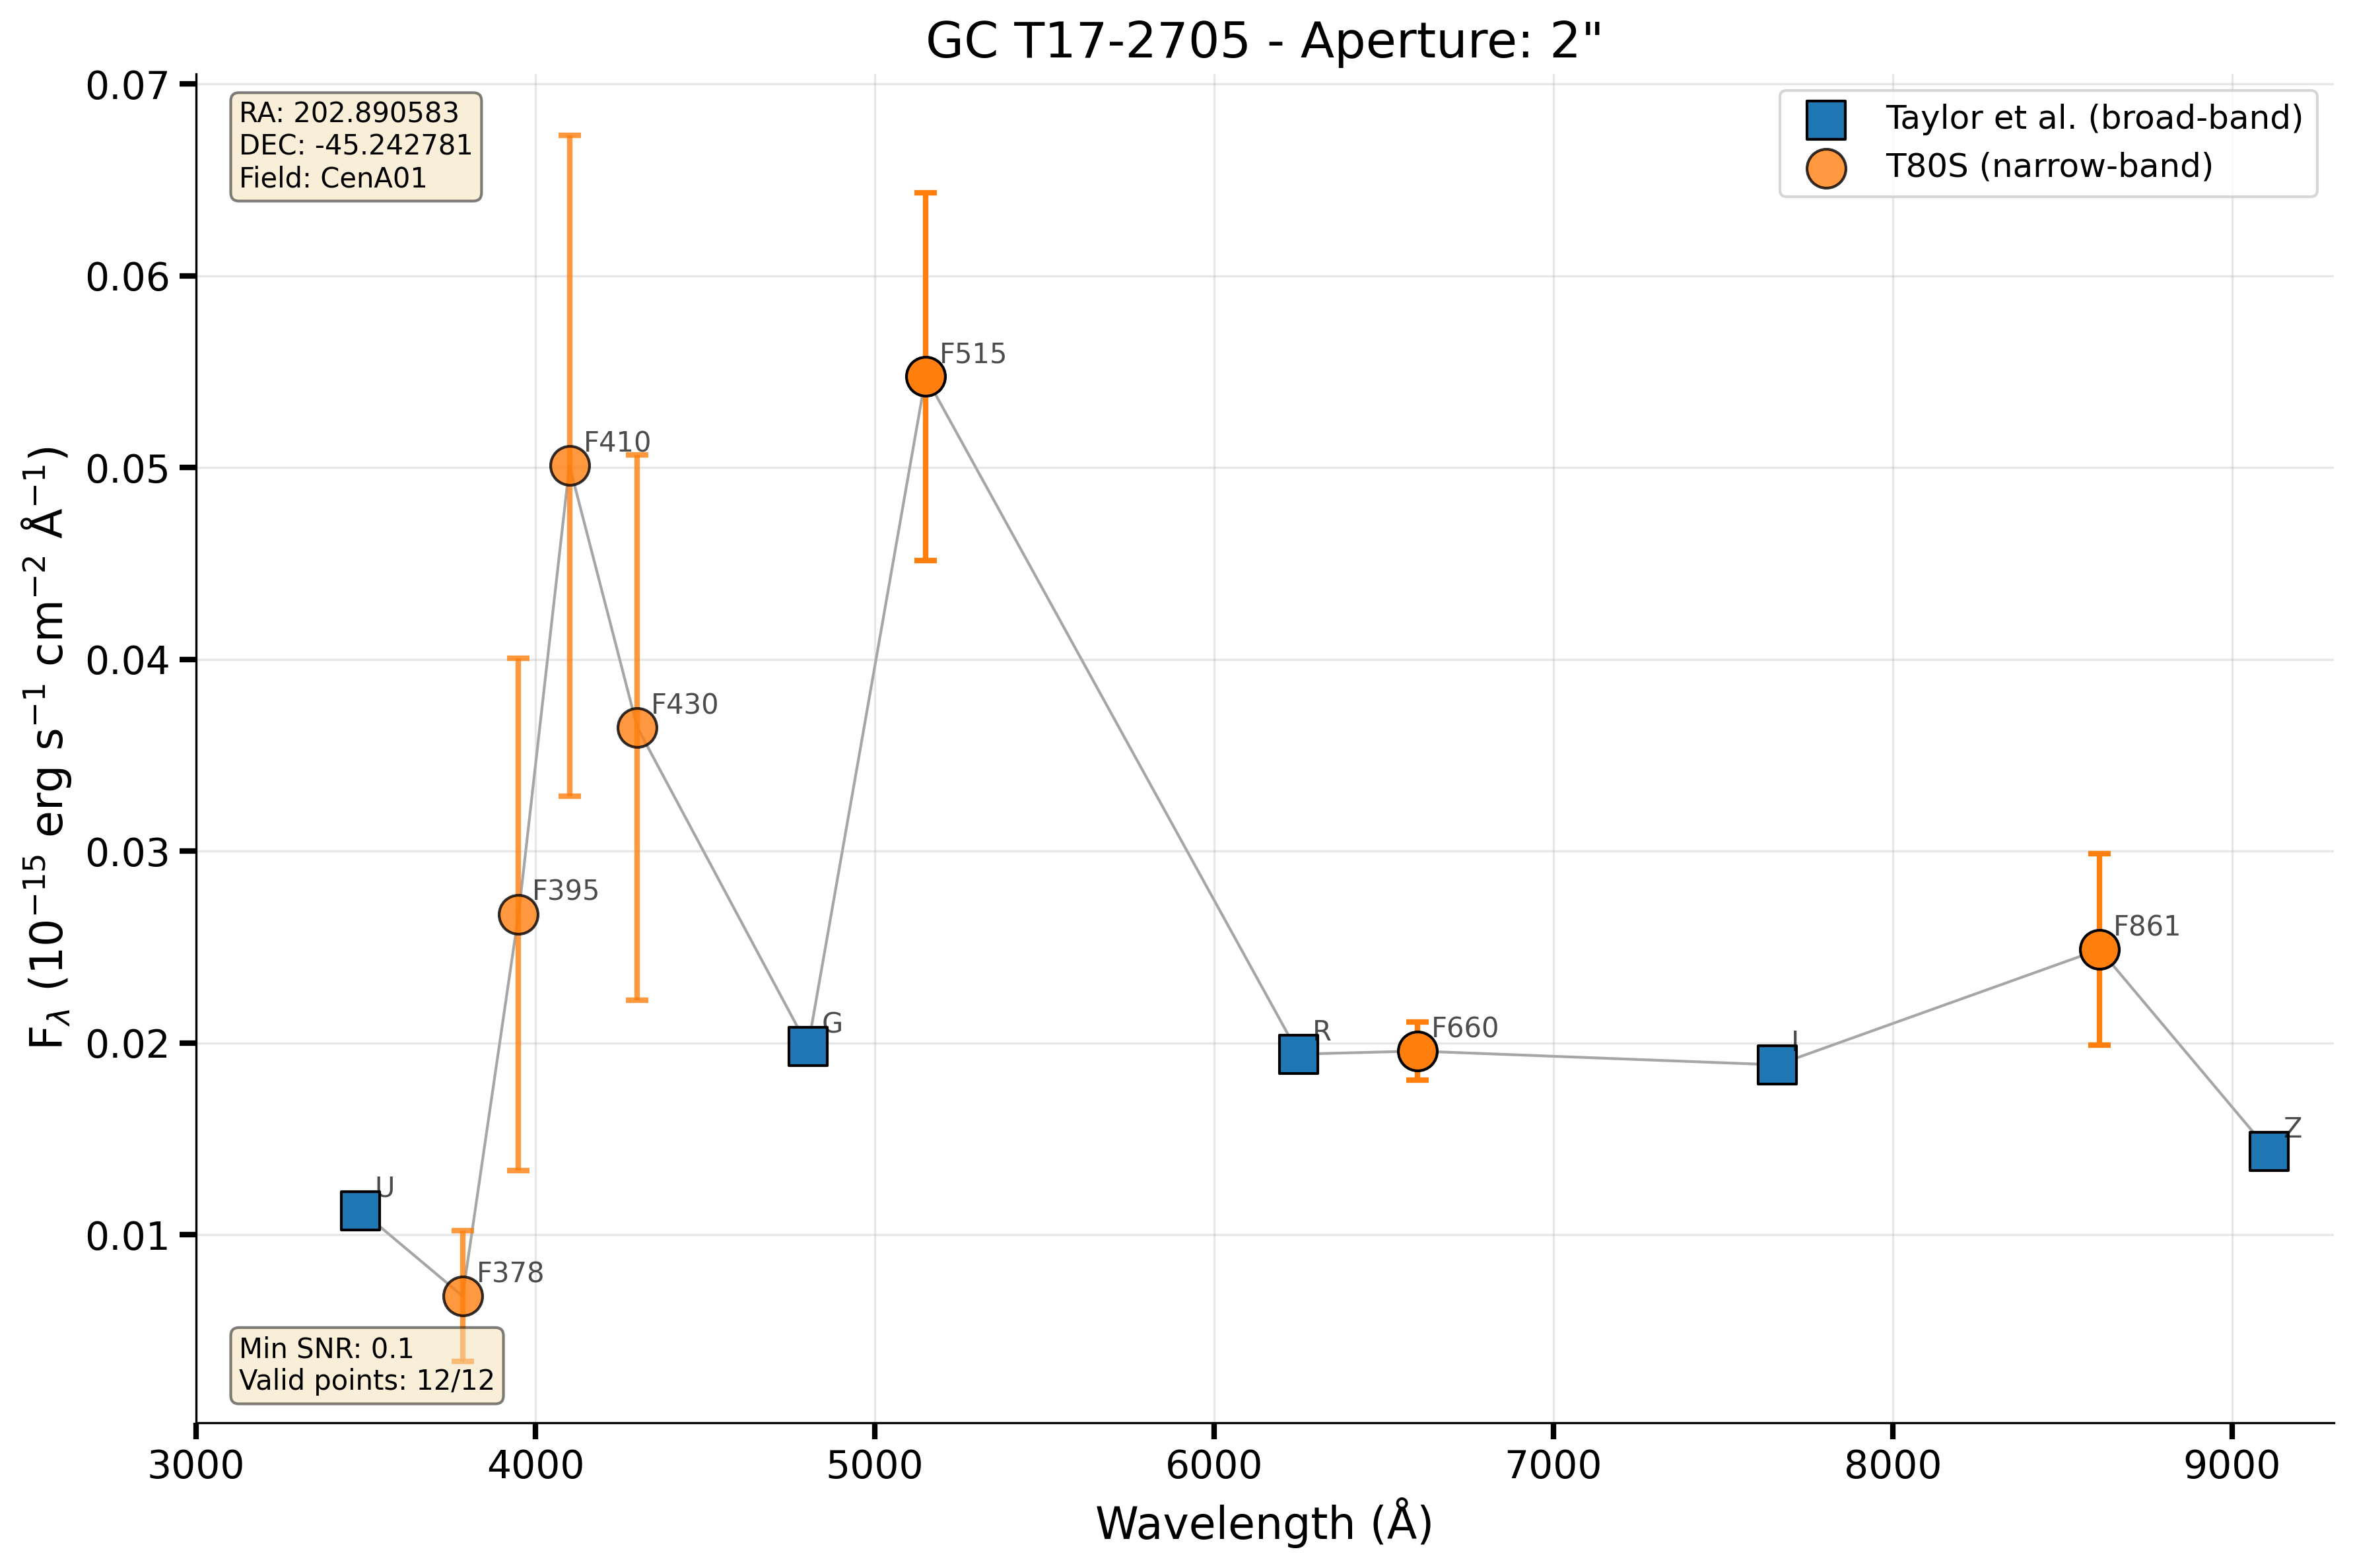 GC T17-2705 - Aperture: 2"
RA: 202.890583
DEC: -45.242781
Field: CenA01
Taylor et al. (broad-band)
T80S (narrow-band)
0.07
0.06
0.05
0.04
0.03
0.02
0.01
F_λ (10⁻¹⁵ erg s⁻¹ cm⁻² Å⁻¹)
U
F378
F395
F410
F430
G
F515
R
F660
I
F861
Z
Min SNR: 0.1
Valid points: 12/12
3000 4000 5000 6000 7000 8000 9000
Wavelength (Å)